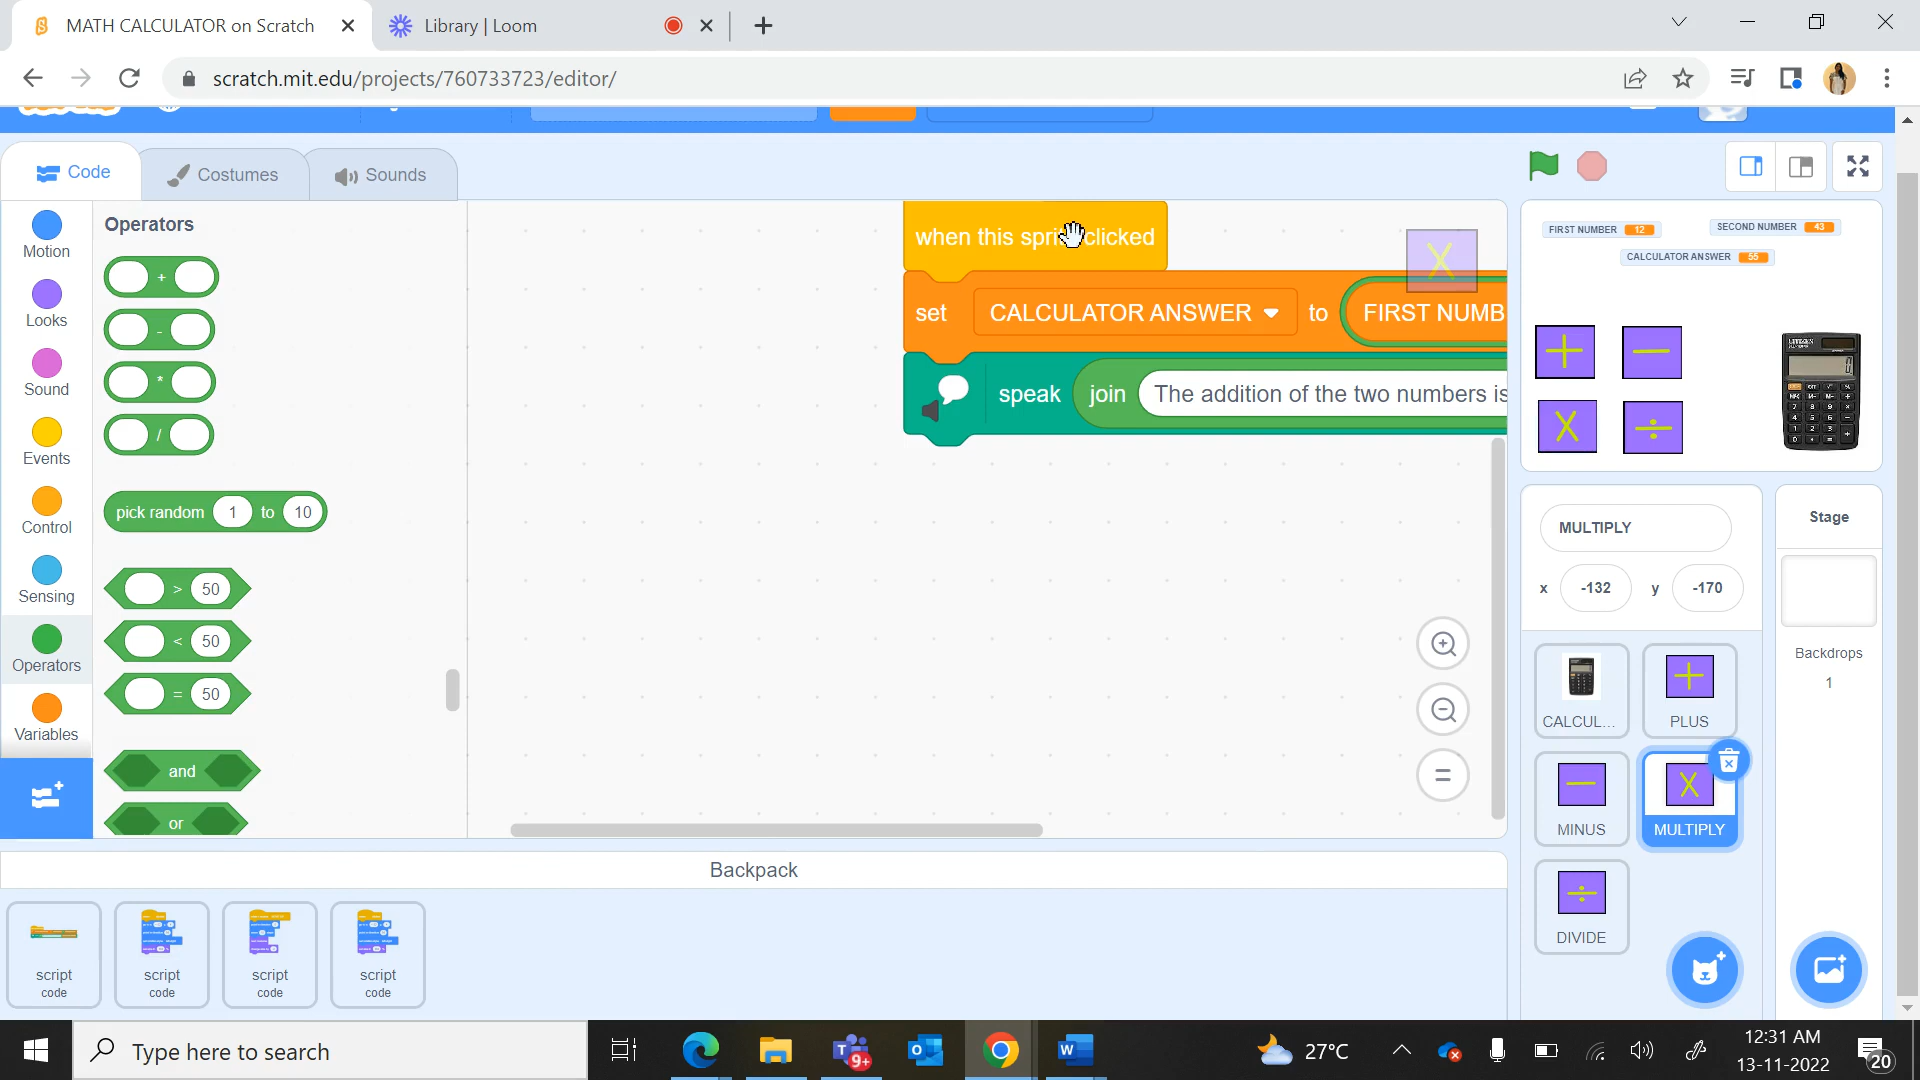 MATH CALCULATOR on Scratch
Library | Loom
scratch.mit.edu/projects/760733723/editor/
Code
Costumes
Sounds
Motion
Looks
Sound
Events
Control
Sensing
Operators
Variables
Operators
+
-
*
/
pick random 1 to 10
> 50
< 50
= 50
and
or
when this sprite clicked
set CALCULATOR ANSWER to FIRST NUMB
speak join The addition of the two numbers is
X
FIRST NUMBER 12
SECOND NUMBER 43
CALCULATOR ANSWER 55
MULTIPLY
x -132 y -170
CALCUL...
PLUS
MINUS
MULTIPLY
DIVIDE
Stage
Backdrops
1
Backpack
script
code
script
code
script
code
script
code
Type here to search
9+
27°C
12:31 AM
13-11-2022
20